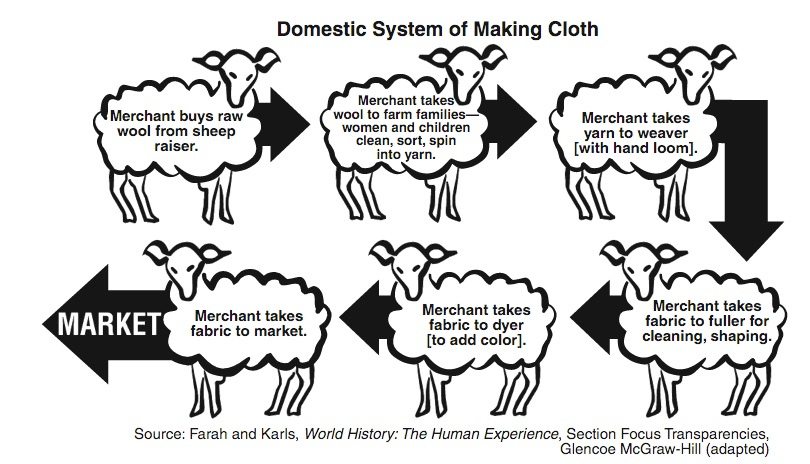 Domestic System of Making Cloth
Merchant buys raw
wool from sheep
raiser.
Merchant takes
wool to farm families—
women and children
clean, sort, spin
into yarn.
Merchant takes
yarn to weaver
[with hand loom].
Merchant takes
fabric to fuller for
cleaning, shaping.
Merchant takes
fabric to dyer
[to add color].
Merchant takes
fabric to market.
MARKET
Source: Farah and Karls, World History: The Human Experience, Section Focus Transparencies,
Glencoe McGraw-Hill (adapted)